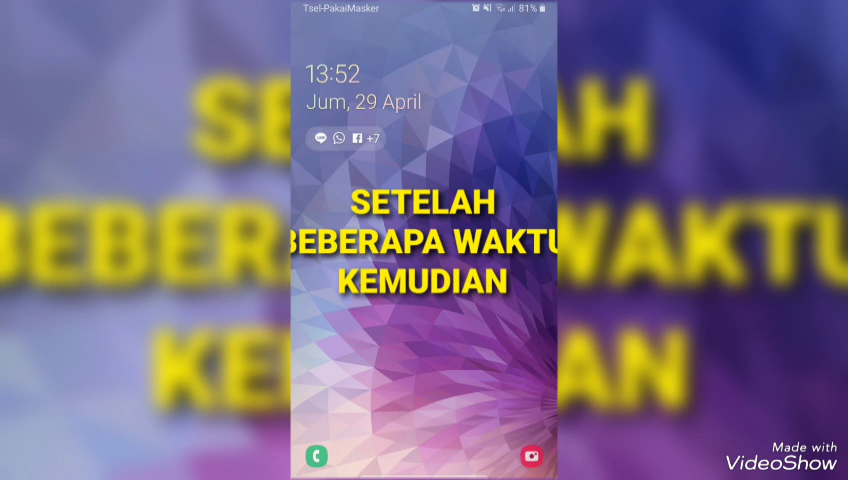 Tsel-PakaiMasker
81%
13:52
Jum, 29 April
+7
SETELAH
BEBERAPA WAKTU
KEMUDIAN
Made with
VideoShow